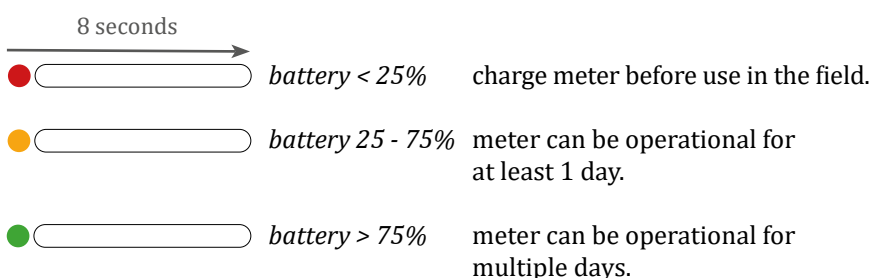 8 seconds
battery < 25% charge meter before use in the field.
battery 25 - 75% meter can be operational for
at least 1 day.
battery > 75% meter can be operational for
multiple days.